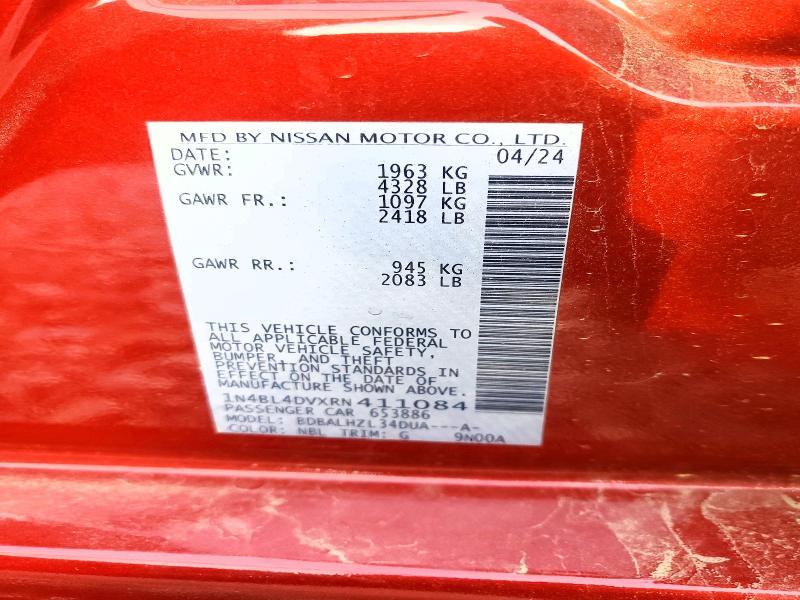 MFD BY NISSAN MOTOR CO., LTD.
DATE: 04/24
GVWR: 1963 KG
4328 LB
GAWR FR.: 1097 KG
2418 LB
GAWR RR.: 945 KG
2083 LB
THIS VEHICLE CONFORMS TO
ALL APPLICABLE FEDERAL
MOTOR VEHICLE SAFETY,
BUMPER, AND THEFT
PREVENTION STANDARDS IN
EFFECT ON THE DATE OF
MANUFACTURE SHOWN ABOVE.
1N4BL4DVXRN411084
PASSENGER CAR 653886
MODEL: BDBALHZL34DUA---A-
COLOR: NBL TRIM: G 9N00A